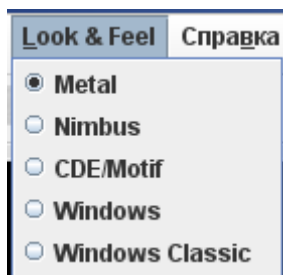 Look & Feel Справка
Metal
Nimbus
CDE/Motif
Windows
Windows Classic